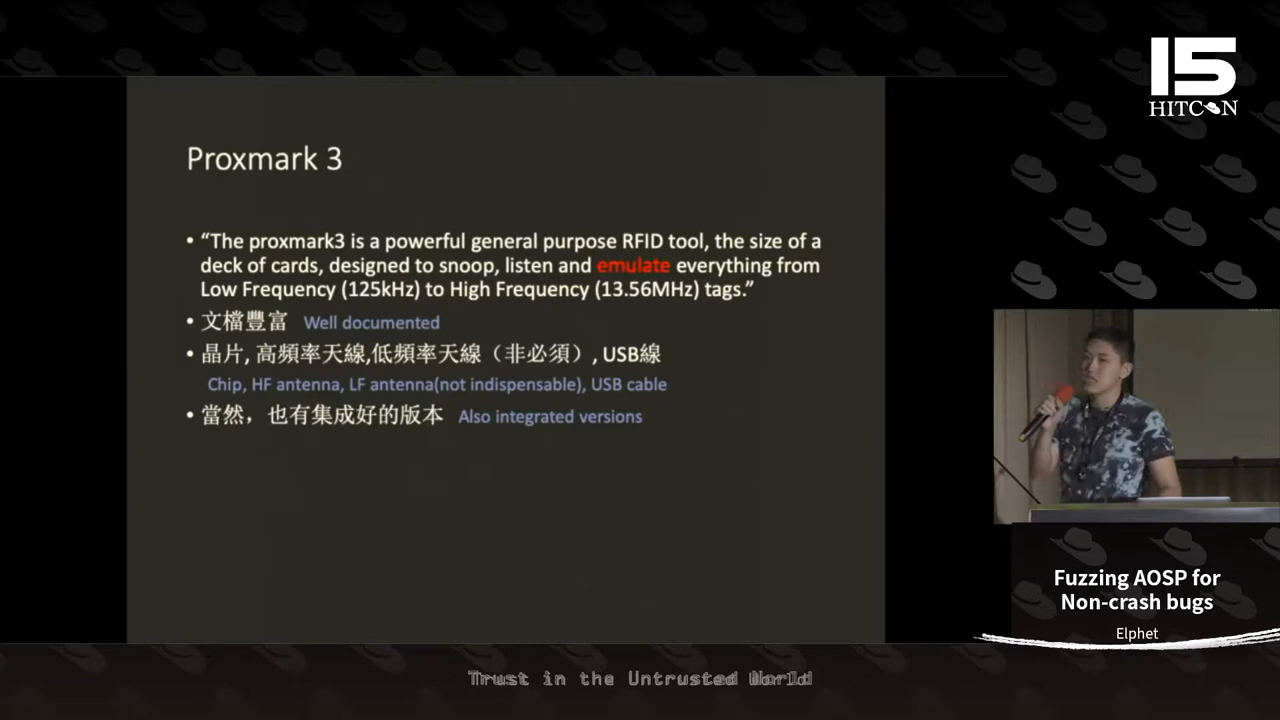 Proxmark 3
• “The proxmark3 is a powerful general purpose RFID tool, the size of a
deck of cards, designed to snoop, listen and emulate everything from
Low Frequency (125kHz) to High Frequency (13.56MHz) tags.”
• 文檔豐富 Well documented
• 晶片, 高頻率天線,低頻率天線（非必須）, USB線
Chip, HF antenna, LF antenna(not indispensable), USB cable
• 當然，也有集成好的版本 Also integrated versions
15
HITCON
Fuzzing AOSP for
Non-crash bugs
Elphet
Trust in the Untrusted World